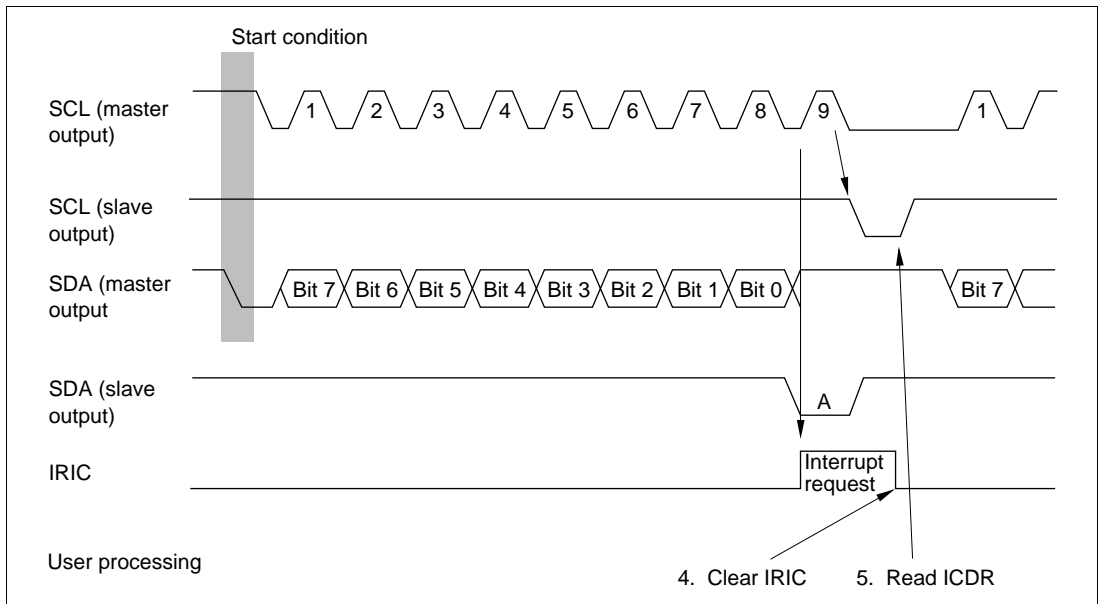 Start condition
SCL (master
output)
1 2 3 4 5 6 7 8 9 1
SCL (slave
output)
SDA (master
output
Bit 7 Bit 6 Bit 5 Bit 4 Bit 3 Bit 2 Bit 1 Bit 0 Bit 7
SDA (slave
output)
A
IRIC
Interrupt
request
User processing
4. Clear IRIC 5. Read ICDR